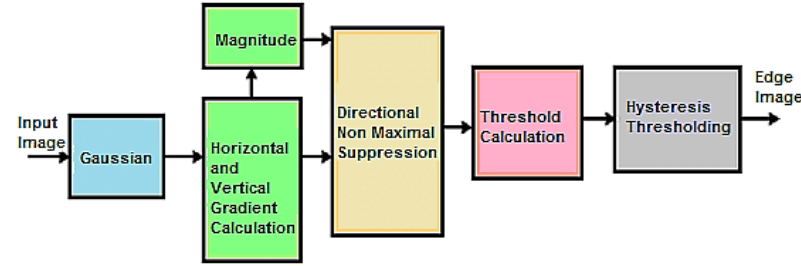 Input
Image
Gaussian
Magnitude
Horizontal
and
Vertical
Gradient
Calculation
Directional
Non Maximal
Suppression
Threshold
Calculation
Hysteresis
Thresholding
Edge
Image